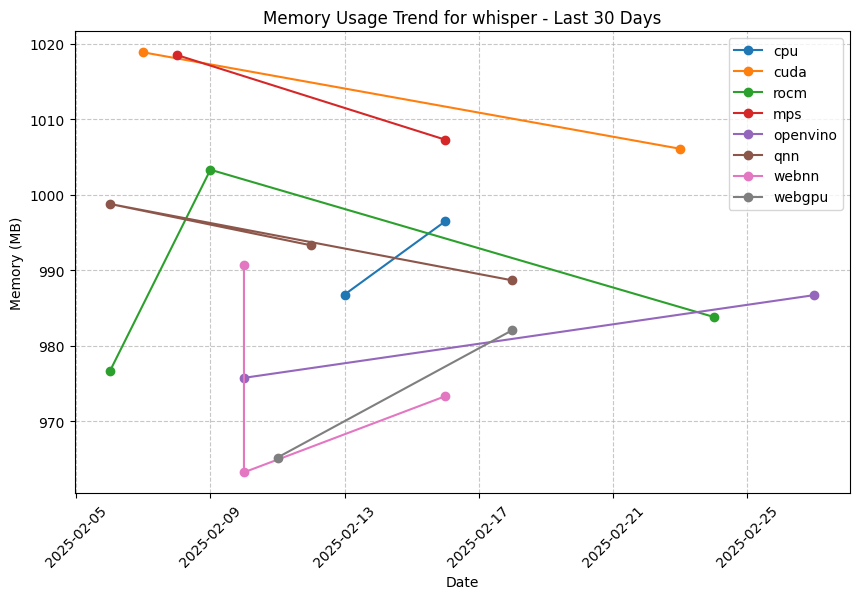 Memory Usage Trend for whisper - Last 30 Days
Memory (MB)
1020
1010
1000
990
980
970
cpu
cuda
rocm
mps
openvino
qnn
webnn
webgpu
2025-02-05
2025-02-09
2025-02-13
2025-02-17
2025-02-21
2025-02-25
Date